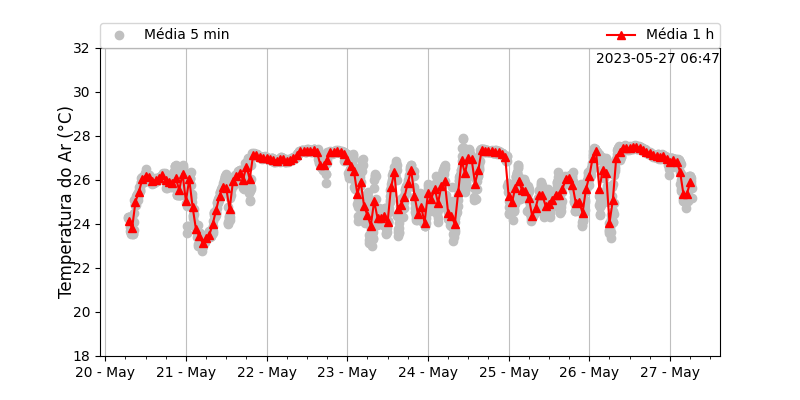 Média 5 min
Média 1 h
2023-05-27 06:47
Temperatura do Ar (°C)
32
30
28
26
24
22
20
18
20 - May
21 - May
22 - May
23 - May
24 - May
25 - May
26 - May
27 - May